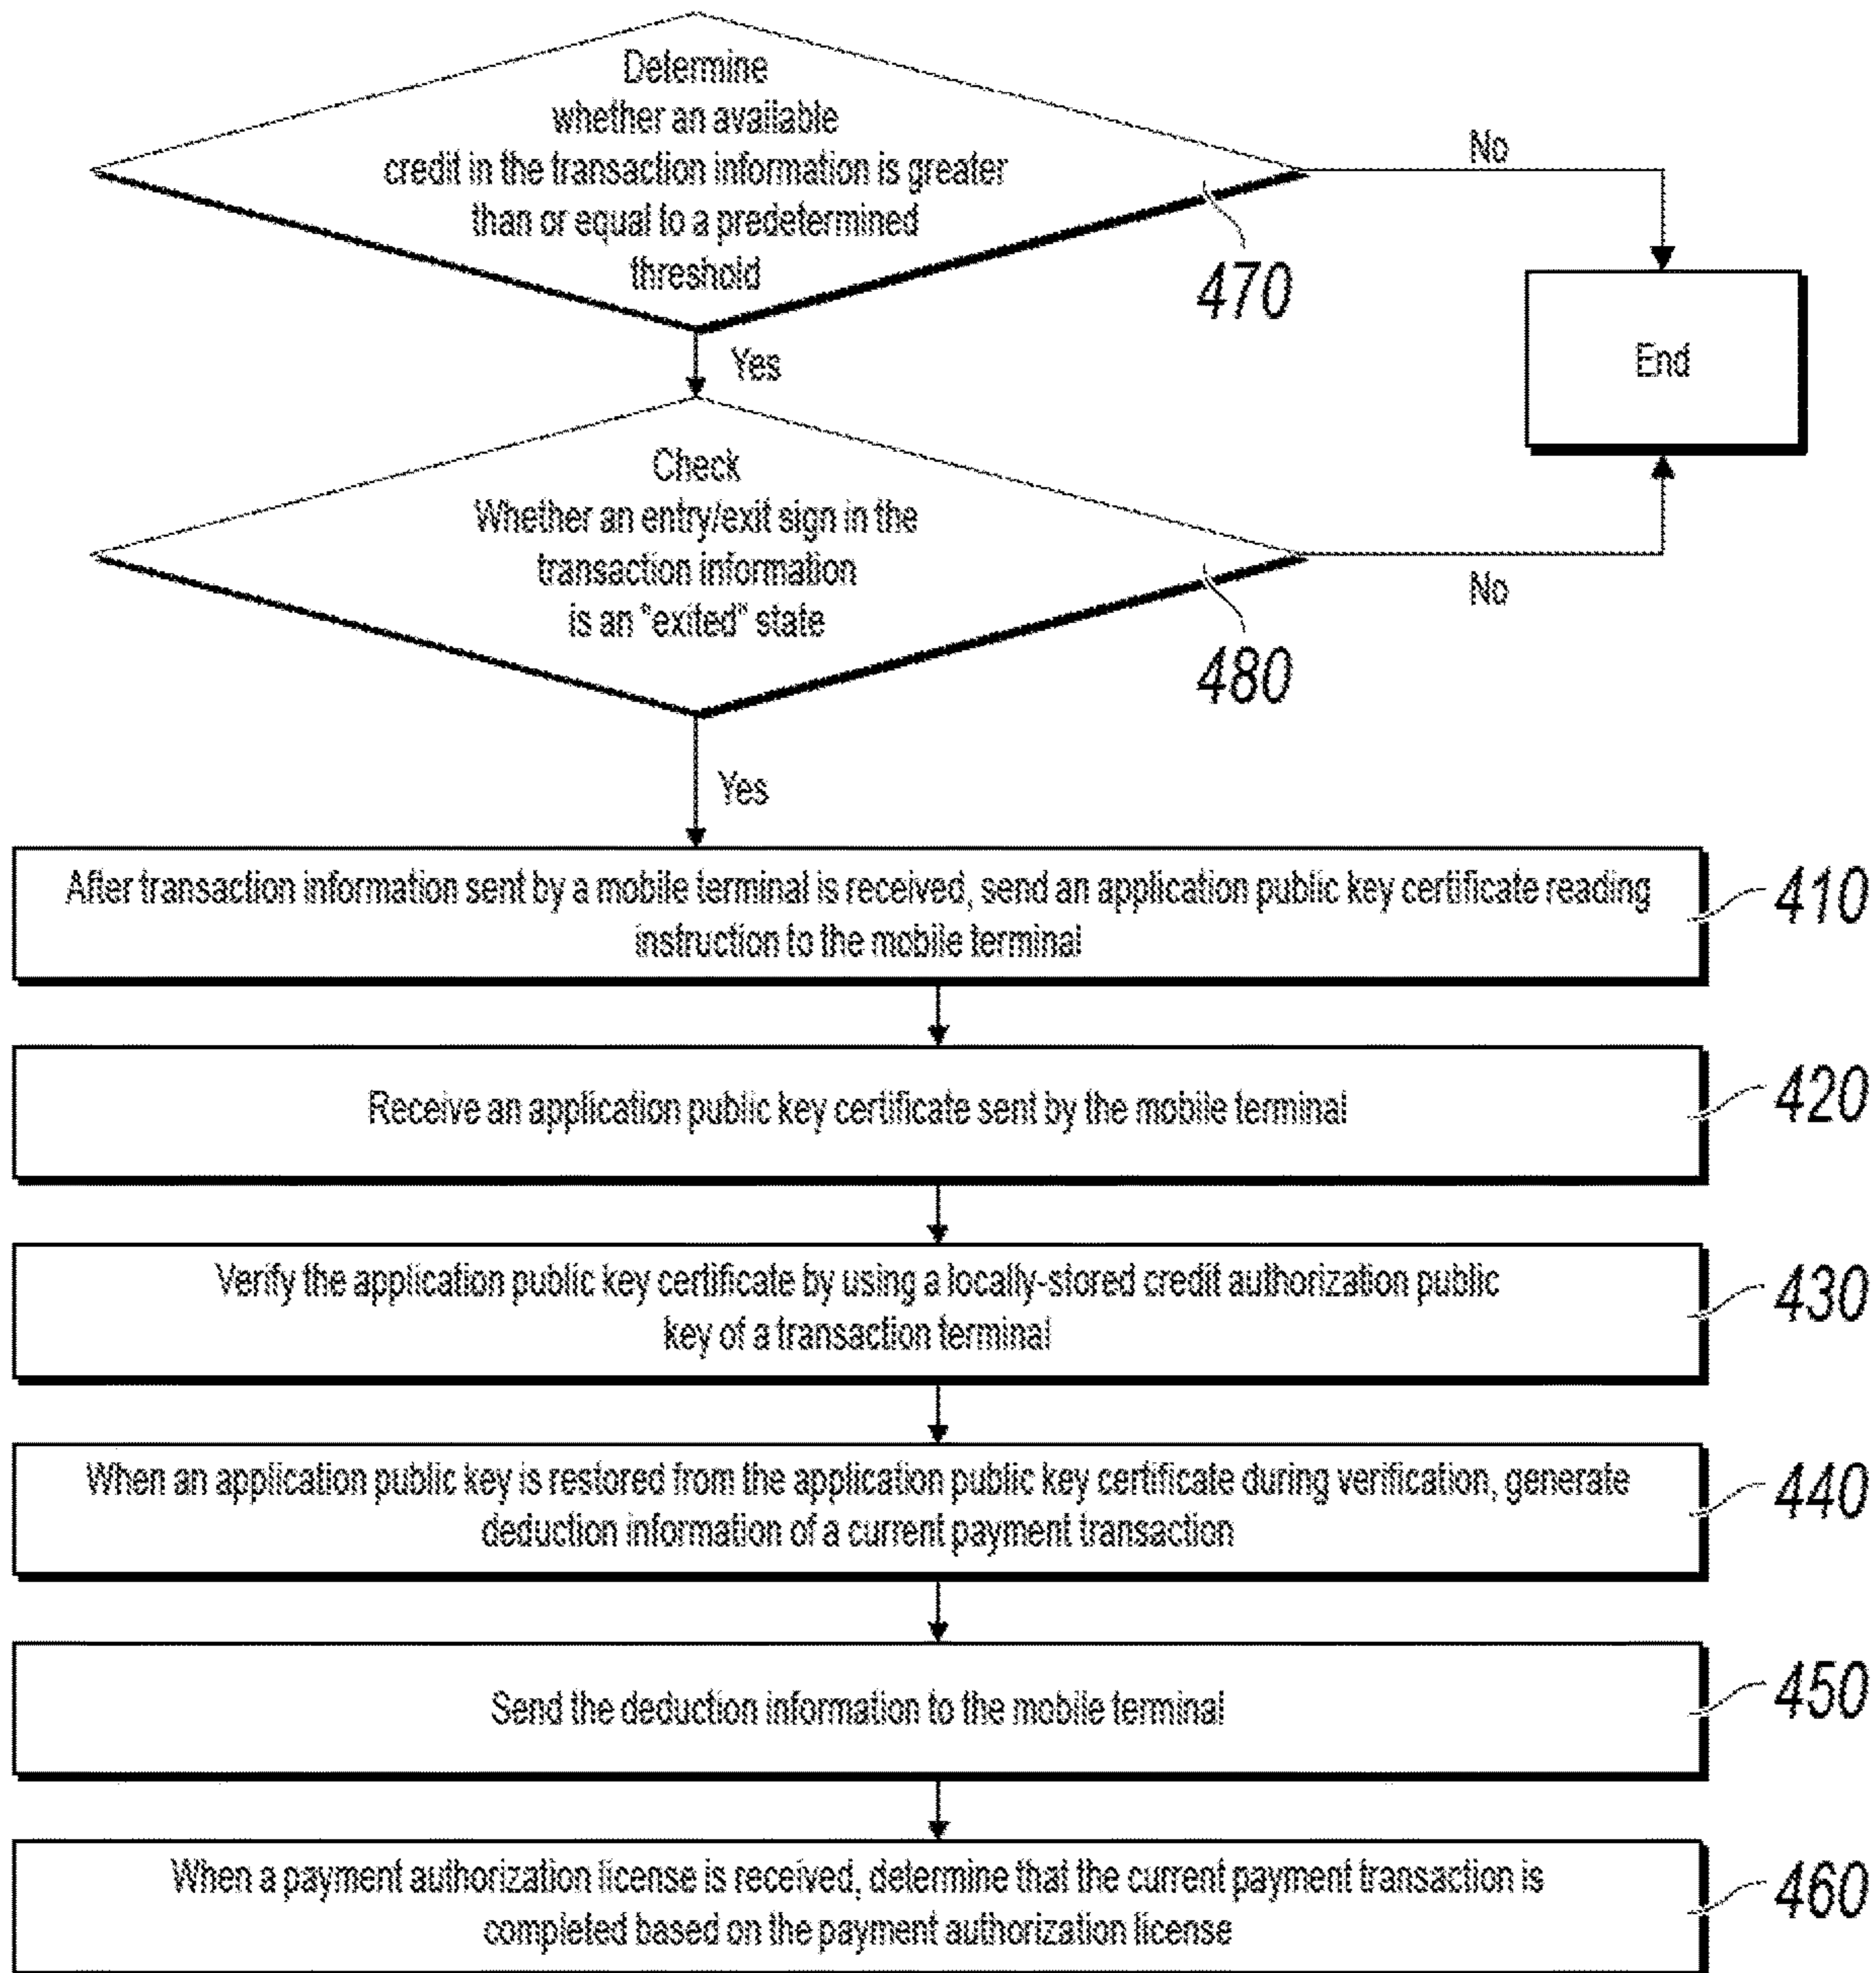 Determine
whether an available
credit in the transaction information is greater
than or equal to a predetermined
threshold
No
470
End
Yes
Check
Whether an entry/exit sign in the
transaction information
is an "exited" state
No
480
Yes
After transaction information sent by a mobile terminal is received, send an application public key certificate reading
instruction to the mobile terminal
410
Receive an application public key certificate sent by the mobile terminal
420
Verify the application public key certificate by using a locally-stored credit authorization public
key of a transaction terminal
430
When an application public key is restored from the application public key certificate during verification, generate
deduction information of a current payment transaction
440
Send the deduction information to the mobile terminal
450
When a payment authorization license is received, determine that the current payment transaction is
completed based on the payment authorization license
460